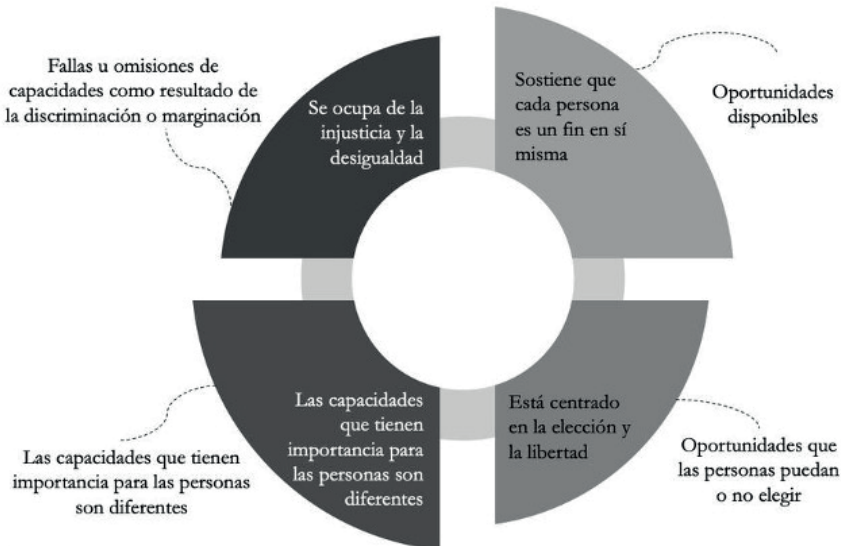 Fallas u omisiones de
capacidades como resultado de
la discriminación o marginación
Se ocupa de la
injusticia y la
desigualdad
Sostiene que
cada persona
es un fin en sí
misma
Oportunidades
disponibles
Las capacidades que tienen
importancia para las personas
son diferentes
Las capacidades
que tienen
importancia para
las personas son
diferentes
Está centrado
en la elección y
la libertad
Oportunidades que
las personas puedan
o no elegir